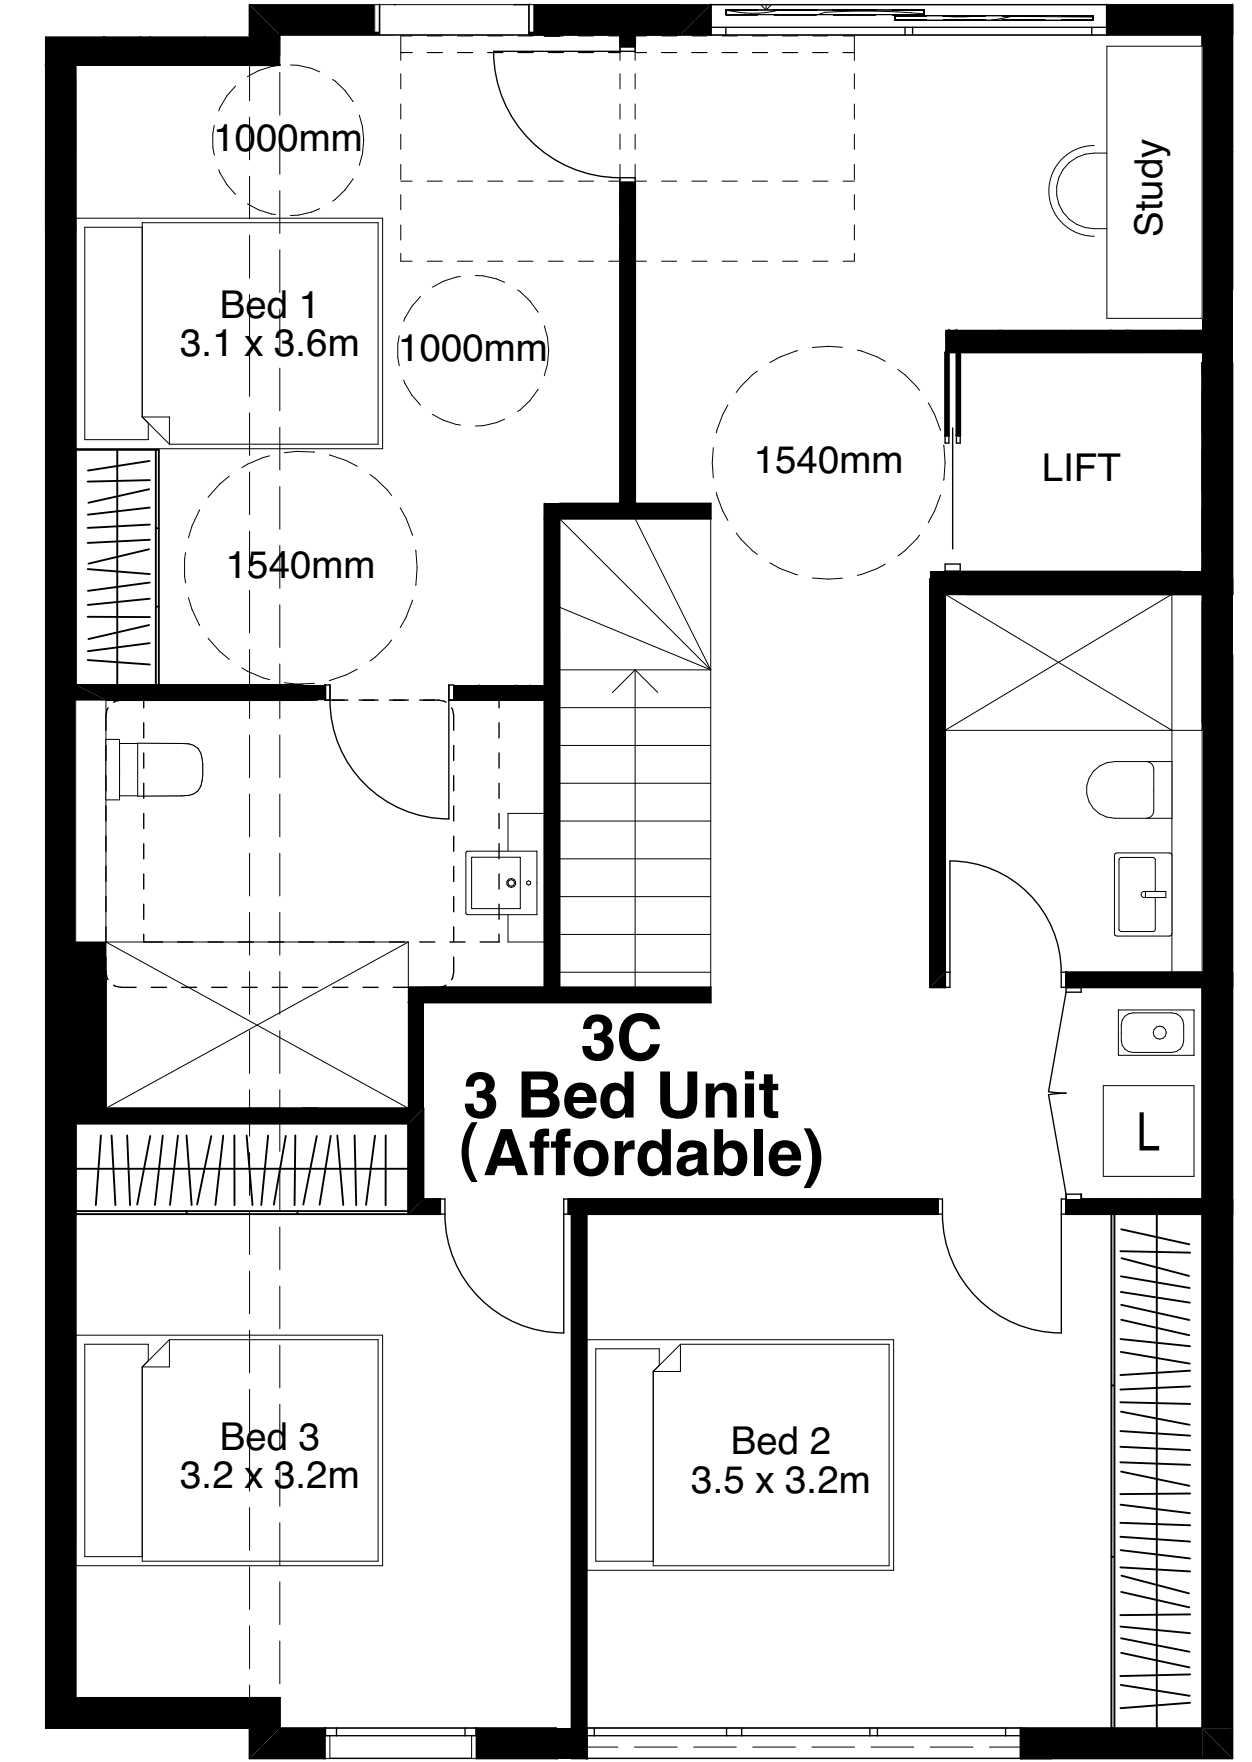 1000mm
Study
Bed 1
3.1 x 3.6m
1000mm
1540mm
LIFT
1540mm
3C
3 Bed Unit
(Affordable)
L
Bed 3
3.2 x 3.2m
Bed 2
3.5 x 3.2m